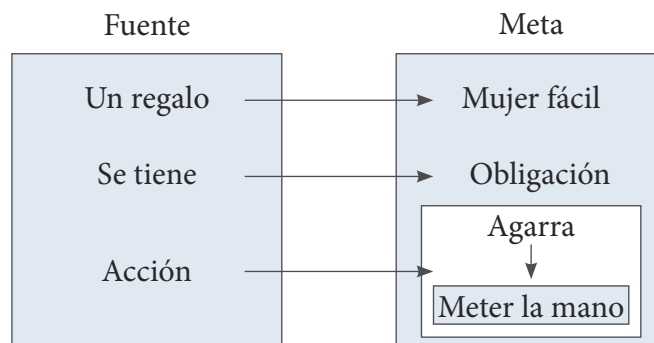 Fuente
Meta
Un regalo
Mujer fácil
Se tiene
Obligación
Acción
Agarra
Meter la mano